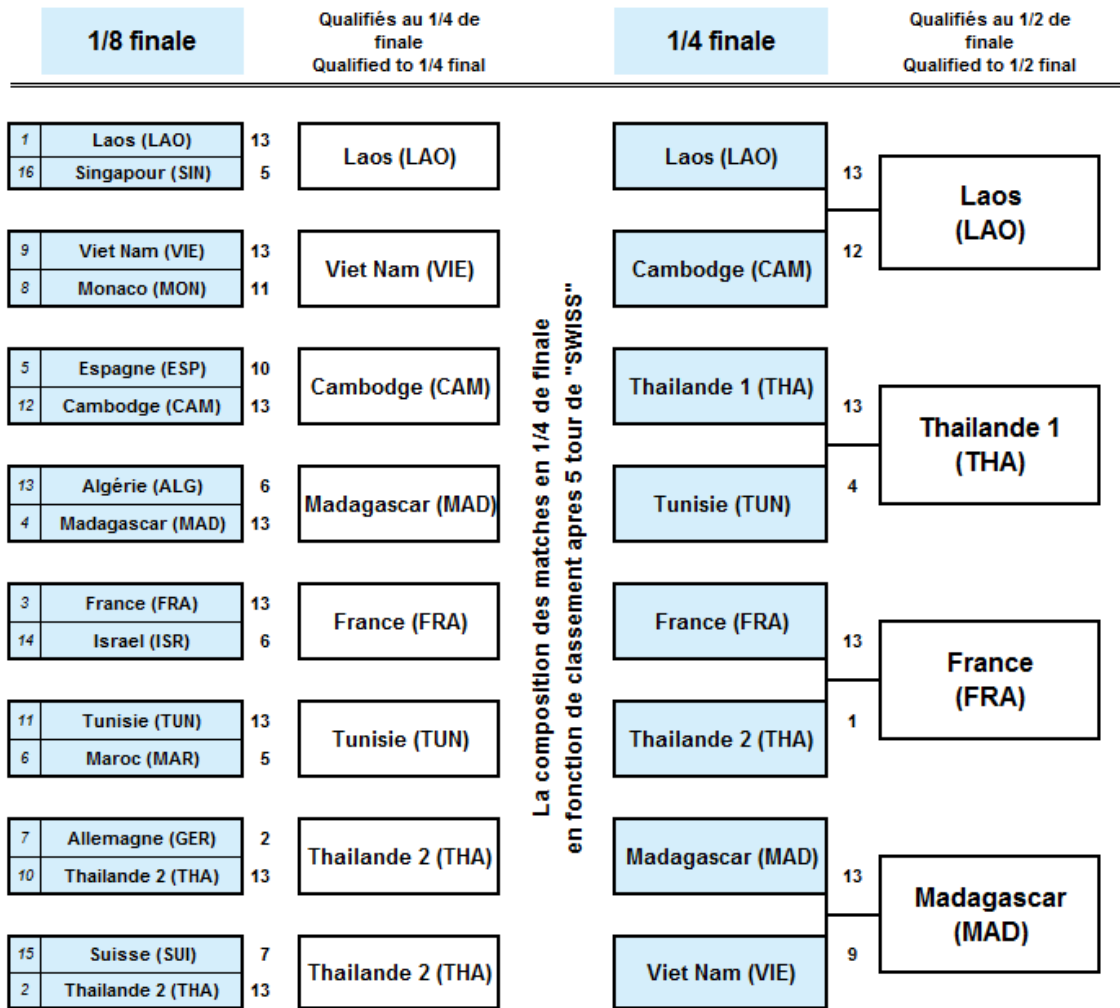 1/8 finale
Qualifiés au 1/4 de
finale
Qualified to 1/4 final
1/4 finale
Qualifiés au 1/2 de
finale
Qualified to 1/2 final
1 Laos (LAO) 13
16 Singapour (SIN) 5
Laos (LAO)
9 Viet Nam (VIE) 13
8 Monaco (MON) 11
Viet Nam (VIE)
5 Espagne (ESP) 10
12 Cambodge (CAM) 13
Cambodge (CAM)
13 Algérie (ALG) 6
4 Madagascar (MAD) 13
Madagascar (MAD)
3 France (FRA) 13
14 Israel (ISR) 6
France (FRA)
11 Tunisie (TUN) 13
6 Maroc (MAR) 5
Tunisie (TUN)
7 Allemagne (GER) 2
10 Thailande 2 (THA) 13
Thailande 2 (THA)
15 Suisse (SUI) 7
2 Thailande 2 (THA) 13
Thailande 2 (THA)
La composition des matches en 1/4 de finale
en fonction de classement apres 5 tour de "SWISS"
Laos (LAO) 13
Cambodge (CAM) 12
Laos
(LAO)
Thailande 1 (THA) 13
Tunisie (TUN) 4
Thailande 1
(THA)
France (FRA) 13
Thailande 2 (THA) 1
France
(FRA)
Madagascar (MAD) 13
Viet Nam (VIE) 9
Madagascar
(MAD)